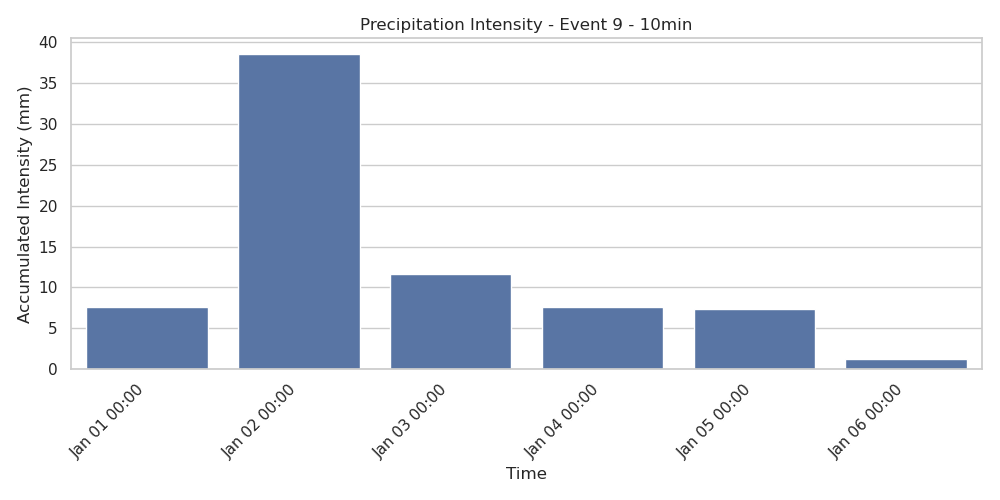 Precipitation Intensity - Event 9 - 10min
Accumulated Intensity (mm)
40
35
30
25
20
15
10
5
0
Jan 01 00:00
Jan 02 00:00
Jan 03 00:00
Jan 04 00:00
Jan 05 00:00
Jan 06 00:00
Time